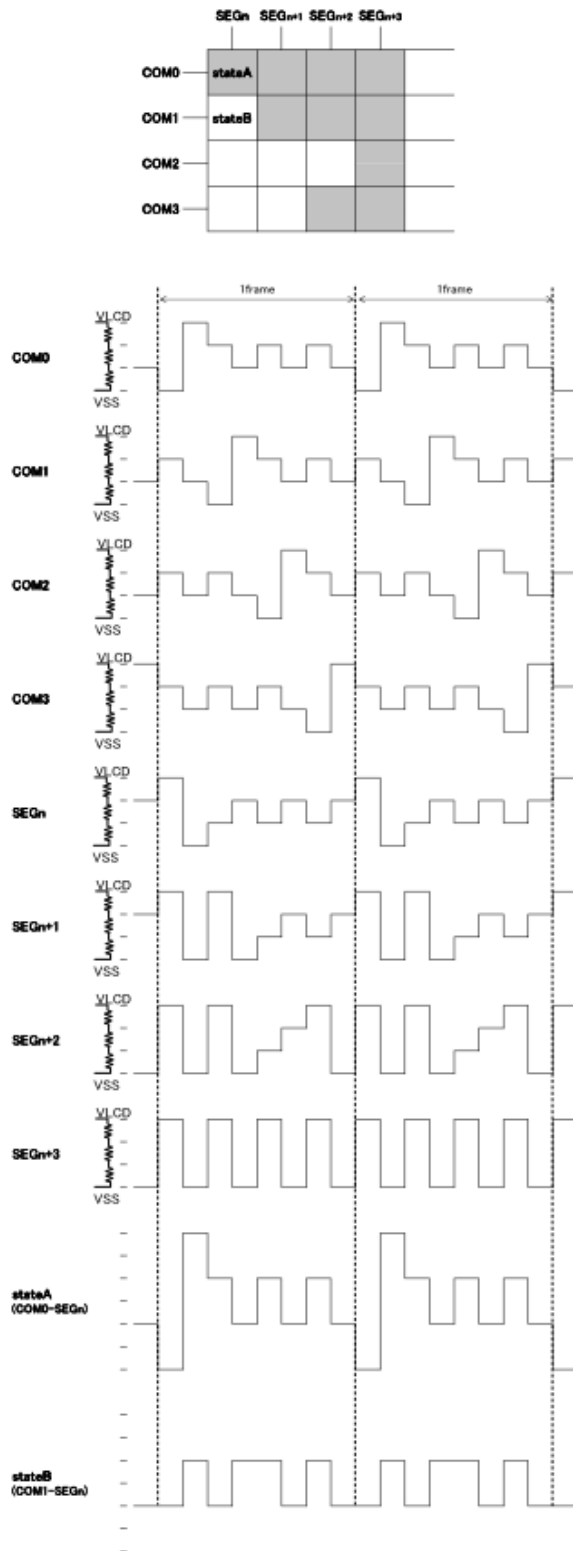 SEGn SEGn+1 SEGn+2 SEGn+3
COM0 stateA
COM1 stateB
COM2
COM3
1frame 1frame
VLCD
COM0
VSS
VLCD
COM1
VSS
VLCD
COM2
VSS
VLCD
COM3
VSS
VLCD
SEGn
VSS
VLCD
SEGn+1
VSS
VLCD
SEGn+2
VSS
VLCD
SEGn+3
VSS
stateA
(COM0-SEGn)
stateB
(COM1-SEGn)